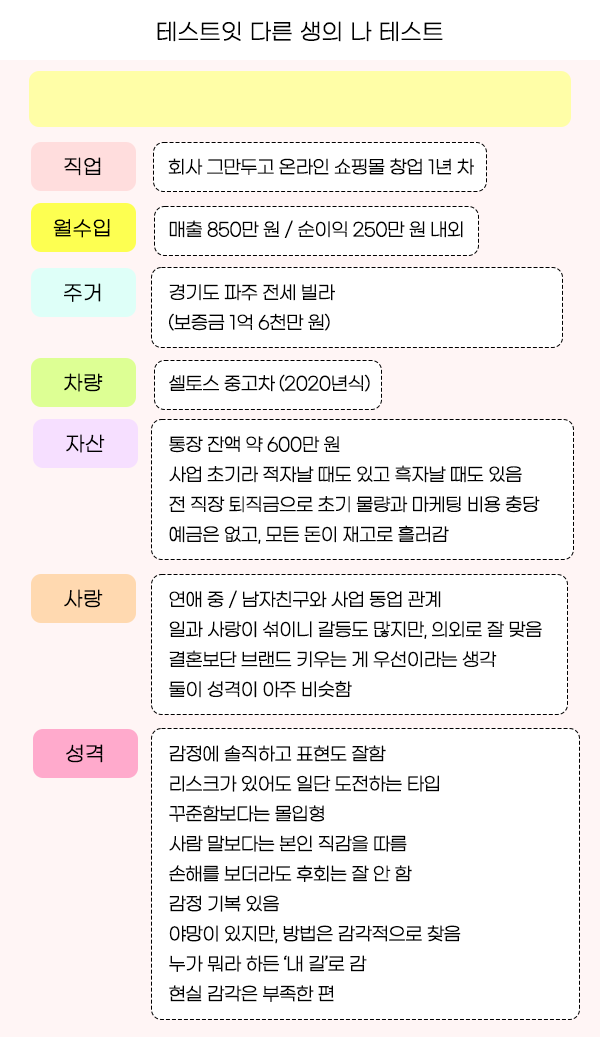 테스트잇 다른 생의 나 테스트
직업
회사 그만두고 온라인 쇼핑몰 창업 1년 차
월수입
매출 850만 원 / 순이익 250만 원 내외
주거
경기도 파주 전세 빌라
(보증금 1억 6천만 원)
차량
셀토스 중고차 (2020년식)
자산
통장 잔액 약 600만 원
사업 초기라 적자날 때도 있고 흑자날 때도 있음
전 직장 퇴직금으로 초기 물량과 마케팅 비용 충당
예금은 없고, 모든 돈이 재고로 흘러감
사랑
연애 중 / 남자친구와 사업 동업 관계
일과 사랑이 섞이니 갈등도 많지만, 의외로 잘 맞음
결혼보단 브랜드 키우는 게 우선이라는 생각
둘이 성격이 아주 비슷함
성격
감정에 솔직하고 표현도 잘함
리스크가 있어도 일단 도전하는 타입
꾸준함보다는 몰입형
사람 말보다는 본인 직감을 따름
손해를 보더라도 후회는 잘 안 함
감정 기복 있음
야망이 있지만, 방법은 감각적으로 찾음
누가 뭐라 하든 ‘내 길’로 감
현실 감각은 부족한 편